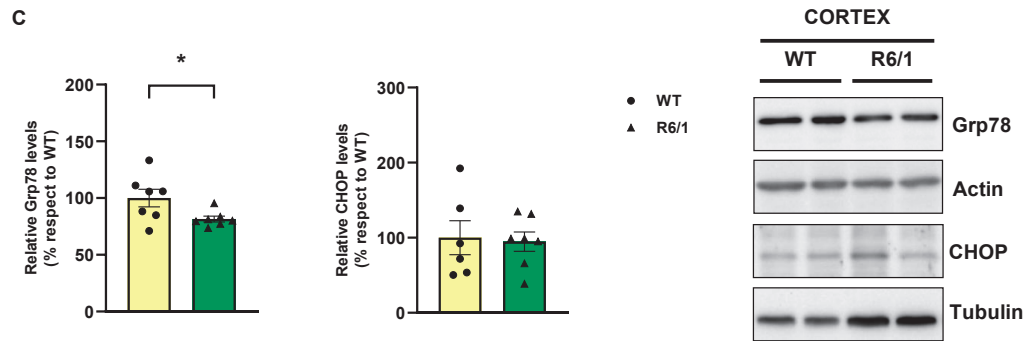 C
Relative Grp78 levels
(% respect to WT)
200
150
100
50
0
*
Relative CHOP levels
(% respect to WT)
300
200
100
0
WT
R6/1
CORTEX
WT R6/1
Grp78
Actin
CHOP
Tubulin